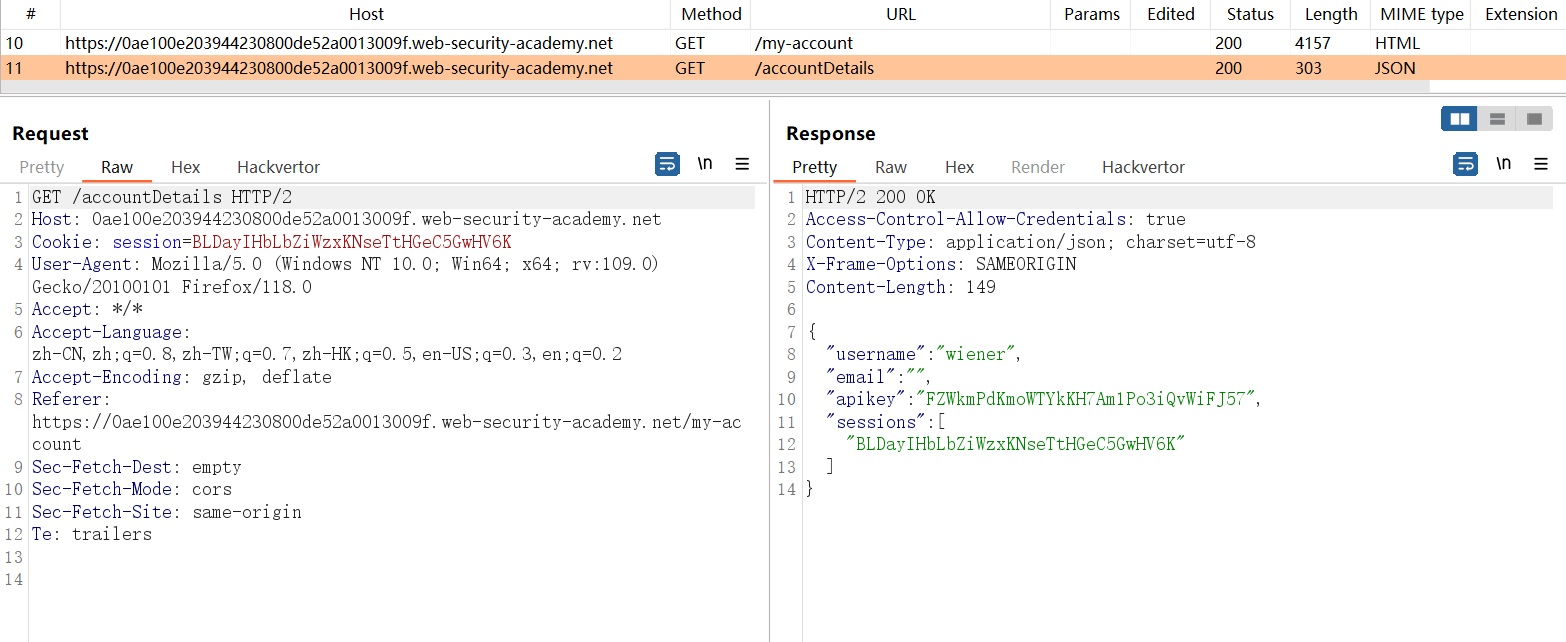 # Host Method URL Params Edited Status Length MIME type Extension
10 https://0ae100e203944230800de52a0013009f.web-security-academy.net GET /my-account 200 4157 HTML
11 https://0ae100e203944230800de52a0013009f.web-security-academy.net GET /accountDetails 200 303 JSON
Request
Pretty Raw Hex Hackvertor \n
1 GET /accountDetails HTTP/2
2 Host: 0ae100e203944230800de52a0013009f.web-security-academy.net
3 Cookie: session=BLDayIHbLbZiWzxKNseTtHGeC5GwHV6K
4 User-Agent: Mozilla/5.0 (Windows NT 10.0; Win64; x64; rv:109.0)
Gecko/20100101 Firefox/118.0
5 Accept: */*
6 Accept-Language:
zh-CN,zh;q=0.8,zh-TW;q=0.7,zh-HK;q=0.5,en-US;q=0.3,en;q=0.2
7 Accept-Encoding: gzip, deflate
8 Referer:
https://0ae100e203944230800de52a0013009f.web-security-academy.net/my-ac
count
9 Sec-Fetch-Dest: empty
10 Sec-Fetch-Mode: cors
11 Sec-Fetch-Site: same-origin
12 Te: trailers
13
14
Response
Pretty Raw Hex Render Hackvertor \n
1 HTTP/2 200 OK
2 Access-Control-Allow-Credentials: true
3 Content-Type: application/json; charset=utf-8
4 X-Frame-Options: SAMEORIGIN
5 Content-Length: 149
6
7 {
8 "username":"wiener",
9 "email":"",
10 "apikey":"FZWkmPdKmoWTYkKH7Am1Po3iQvWiFJ57",
11 "sessions":[
12 "BLDayIHbLbZiWzxKNseTtHGeC5GwHV6K"
13 ]
14 }